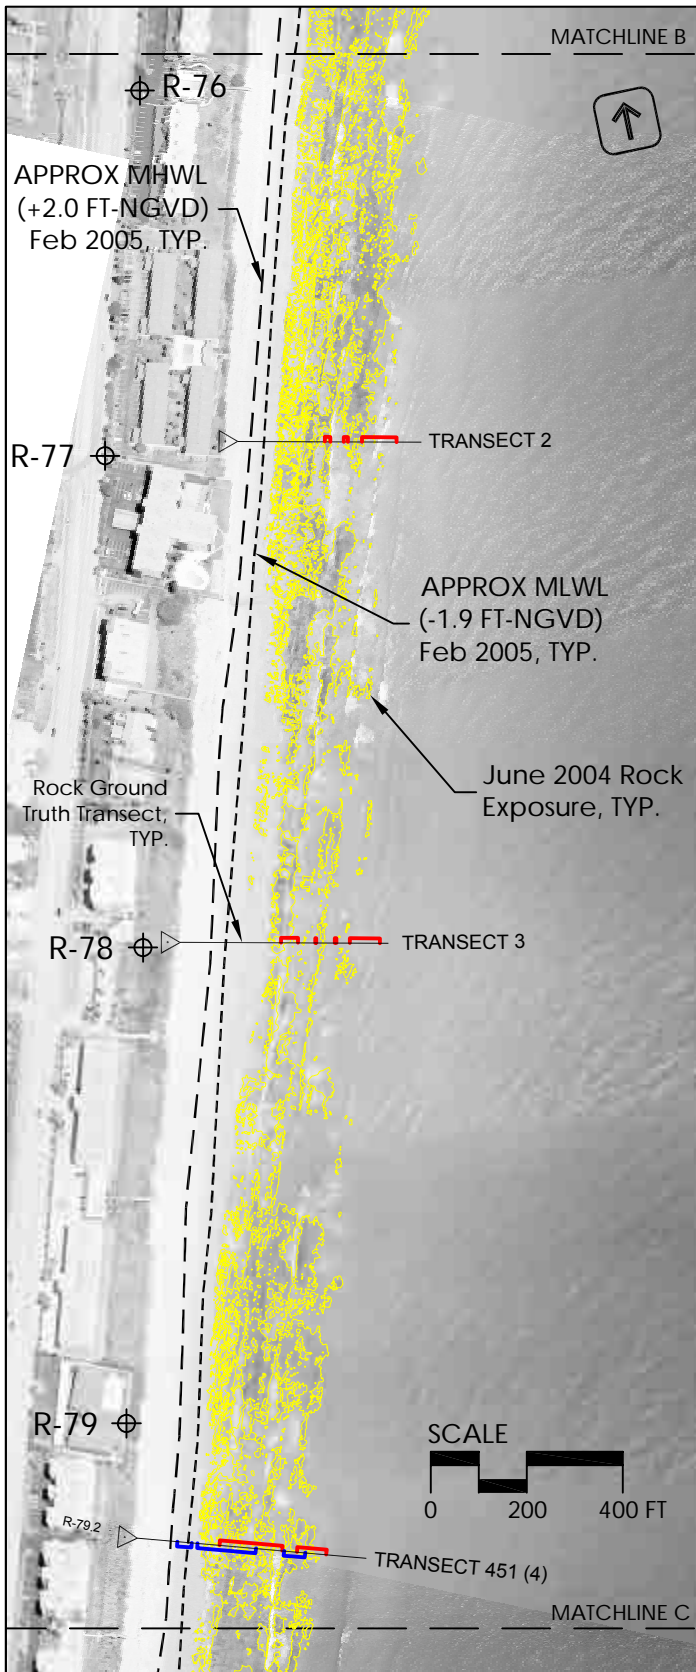 MATCHLINE B
R-76
APPROX MHWL
(+2.0 FT-NGVD)
Feb 2005, TYP.
TRANSECT 2
R-77
APPROX MLWL
(-1.9 FT-NGVD)
Feb 2005, TYP.
June 2004 Rock
Exposure, TYP.
Rock Ground
Truth Transect,
TYP.
TRANSECT 3
R-78
R-79
SCALE
0 200 400 FT
R-79.2
TRANSECT 451 (4)
MATCHLINE C